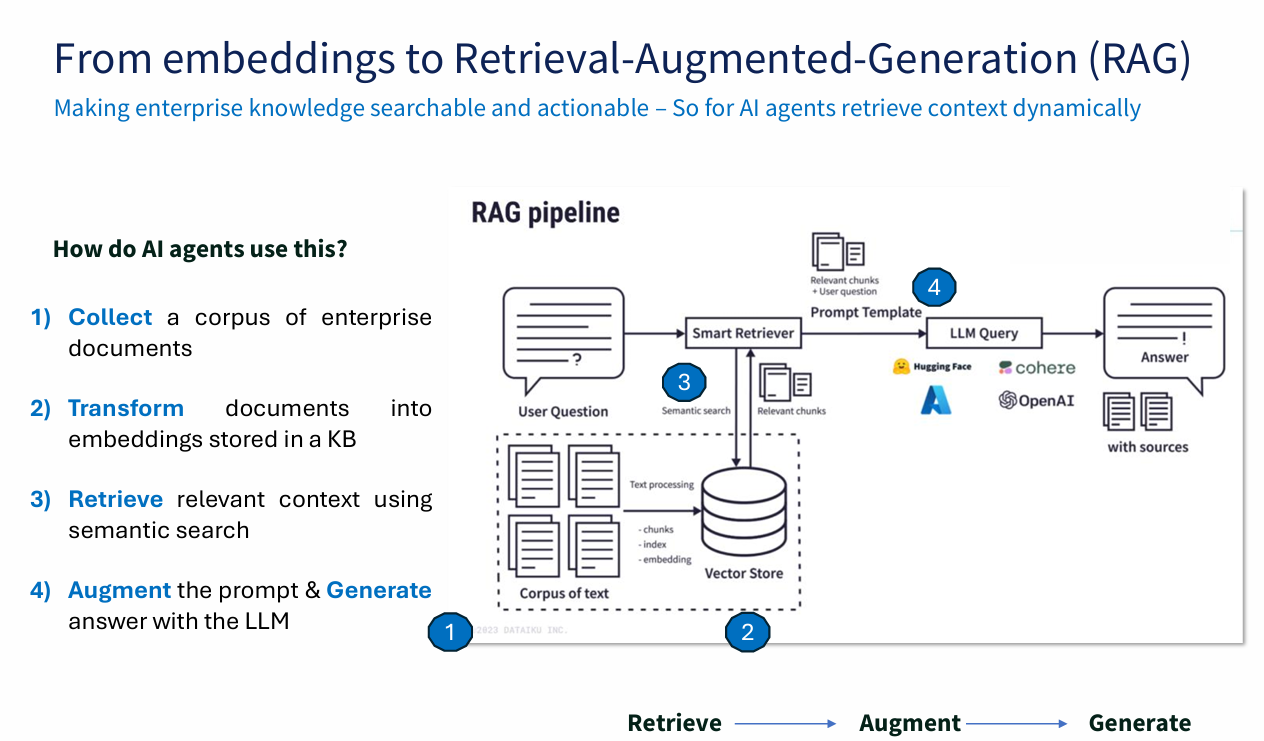 From embeddings to Retrieval-Augmented-Generation (RAG)
Making enterprise knowledge searchable and actionable – So for AI agents retrieve context dynamically
How do AI agents use this?
1) Collect a corpus of enterprise
documents
2) Transform documents into
embeddings stored in a KB
3) Retrieve relevant context using
semantic search
4) Augment the prompt & Generate
answer with the LLM
RAG pipeline
Relevant chunks
+ User question
4
Prompt Template
?
User Question
Smart Retriever
LLM Query
!
Answer
with sources
Hugging Face
cohere
OpenAI
3
Semantic search
Relevant chunks
Text processing
- chunks
- index
- embedding
Corpus of text
Vector Store
1
2023 DATAIKU INC.
2
Retrieve
Augment
Generate